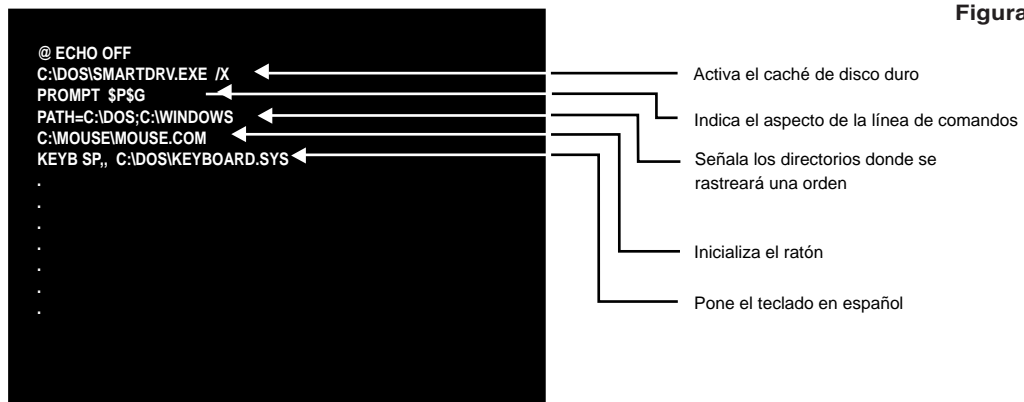 Figura
@ ECHO OFF
C:\DOS\SMARTDRV.EXE /X
PROMPT $P$G
PATH=C:\DOS;C:\WINDOWS
C:\MOUSE\MOUSE.COM
KEYB SP,, C:\DOS\KEYBOARD.SYS
.
.
.
.
.
.
.
Activa el caché de disco duro
Indica el aspecto de la línea de comandos
Señala los directorios donde se
rastreará una orden
Inicializa el ratón
Pone el teclado en español